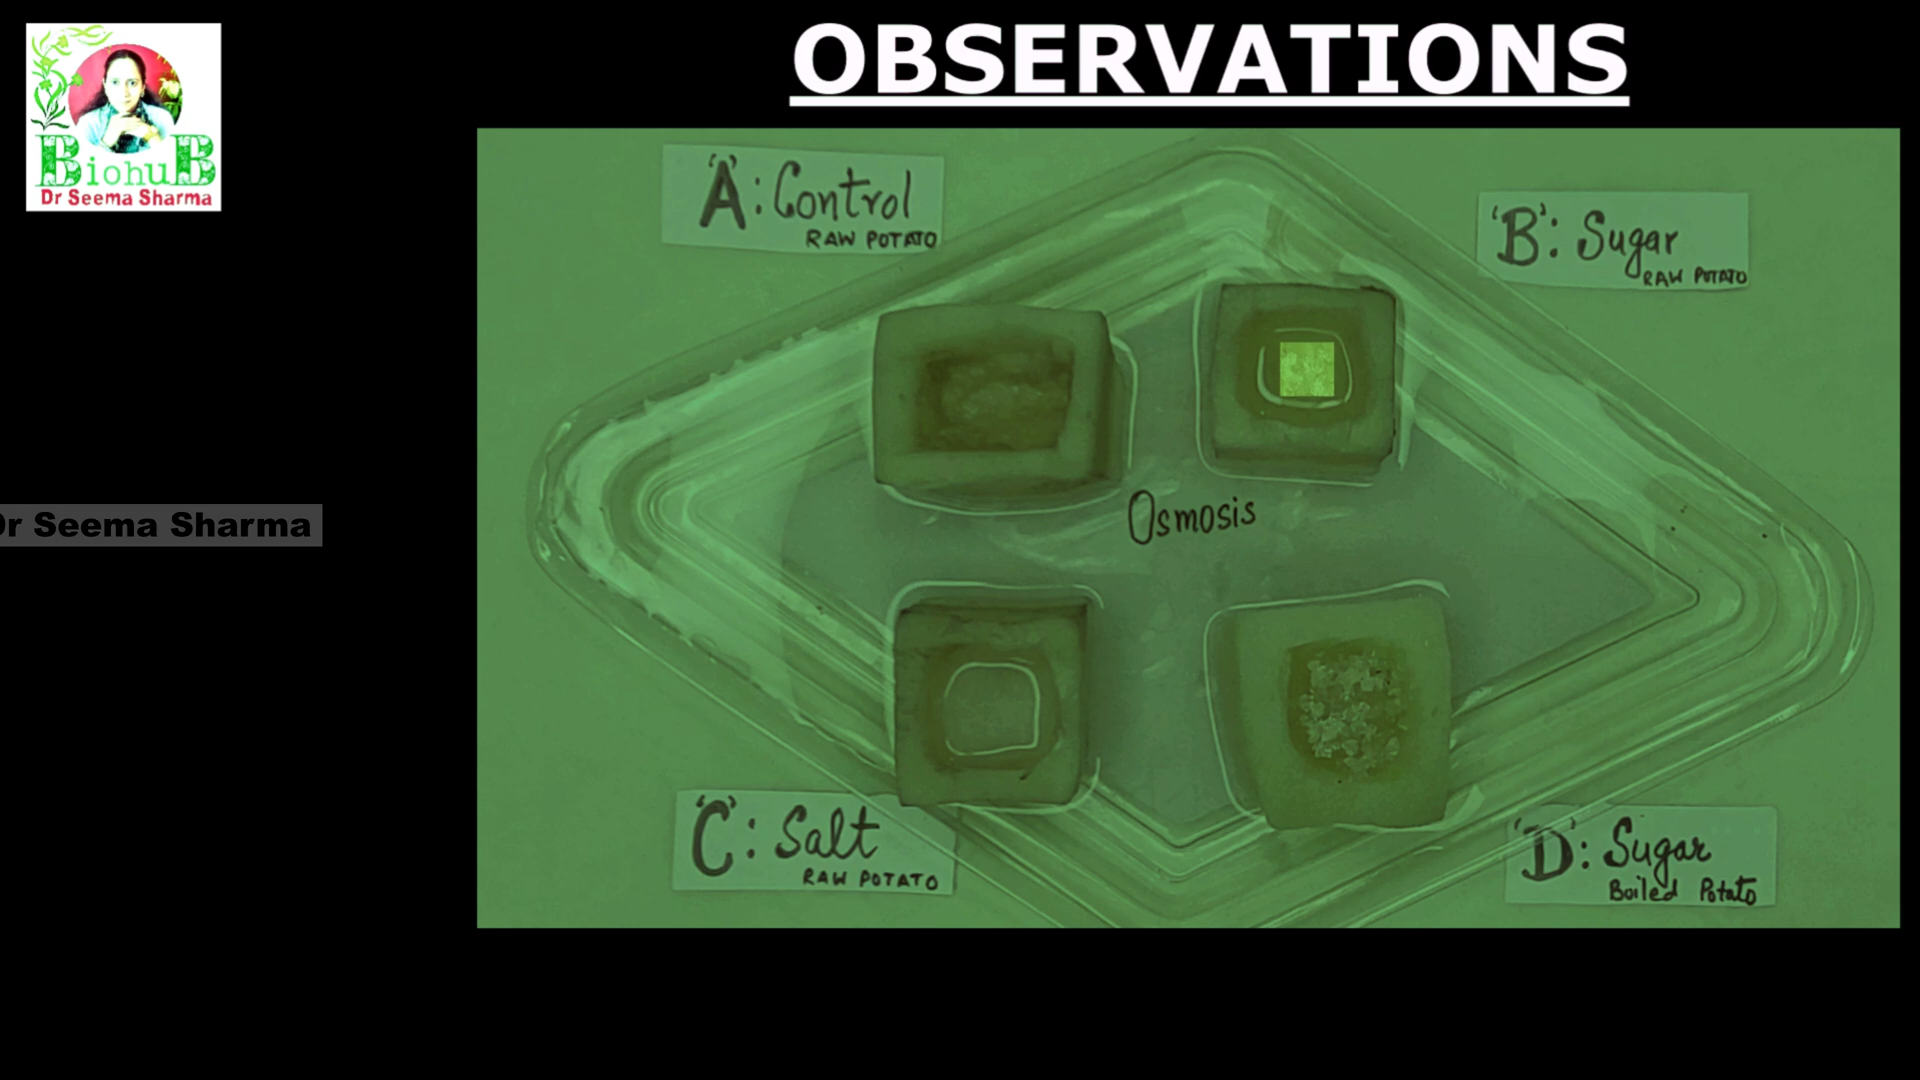 OBSERVATIONS
BiohuB
Dr Seema Sharma
'A': Control
RAW POTATO
'B': Sugar
RAW POTATO
Dr Seema Sharma
Osmosis
'C': Salt
RAW POTATO
'D': Sugar
Boiled Potato